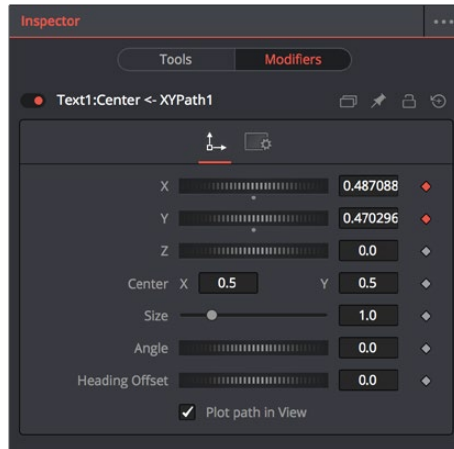 Inspector
Tools Modifiers
Text1:Center <- XYPath1
X 0.487088
Y 0.470296
Z 0.0
Center X 0.5 Y 0.5
Size 1.0
Angle 0.0
Heading Offset 0.0
Plot path in View